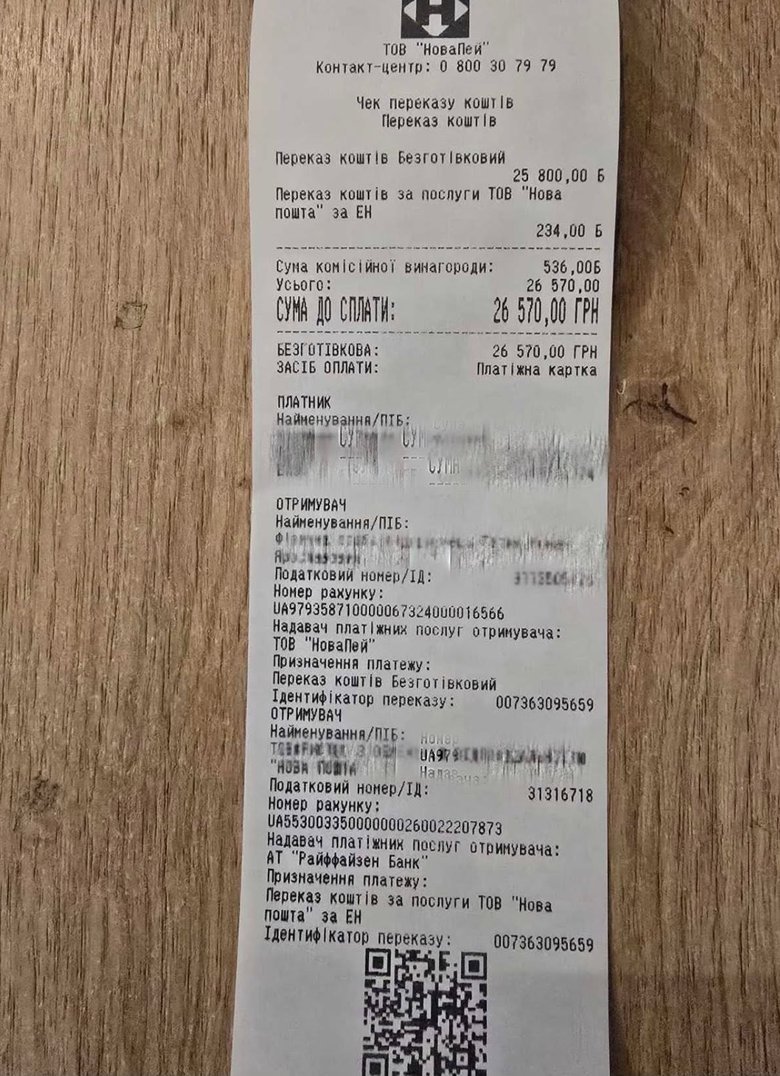 Н
ТОВ "НоваПей"
Контакт-центр: 0 800 30 79 79
Чек переказу коштів
Переказ коштів
Переказ коштів Безготівковий
25 800,00 Б
Переказ коштів за послуги ТОВ "Нова
пошта" за ЕН
234,00 Б
Сума комісійної винагороди: 536,00Б
Усього: 26 570,00
СУМА ДО СПЛАТИ: 26 570,00 ГРН
БЕЗГОТІВКОВА: 26 570,00 ГРН
ЗАСІБ ОПЛАТИ: Платіжна картка
ПЛАТНИК
Найменування/ПІБ:
ОТРИМУВАЧ
Найменування/ПІБ:
Податковий номер/ІД:
Номер рахунку:
UA979358710000067324000016566
Надавач платіжних послуг отримувача:
ТОВ "НоваПей"
Призначення платежу:
Переказ коштів Безготівковий
Ідентифікатор переказу: 007363095659
ОТРИМУВАЧ
Найменування/ПІБ:
"НОВА ПОШТА
Податковий номер/ІД: 31316718
Номер рахунку:
UA553003350000000260022207873
Надавач платіжних послуг отримувача:
АТ "Райффайзен Банк"
Призначення платежу:
Переказ коштів за послуги ТОВ "Нова
пошта" за ЕН
Ідентифікатор переказу: 007363095659